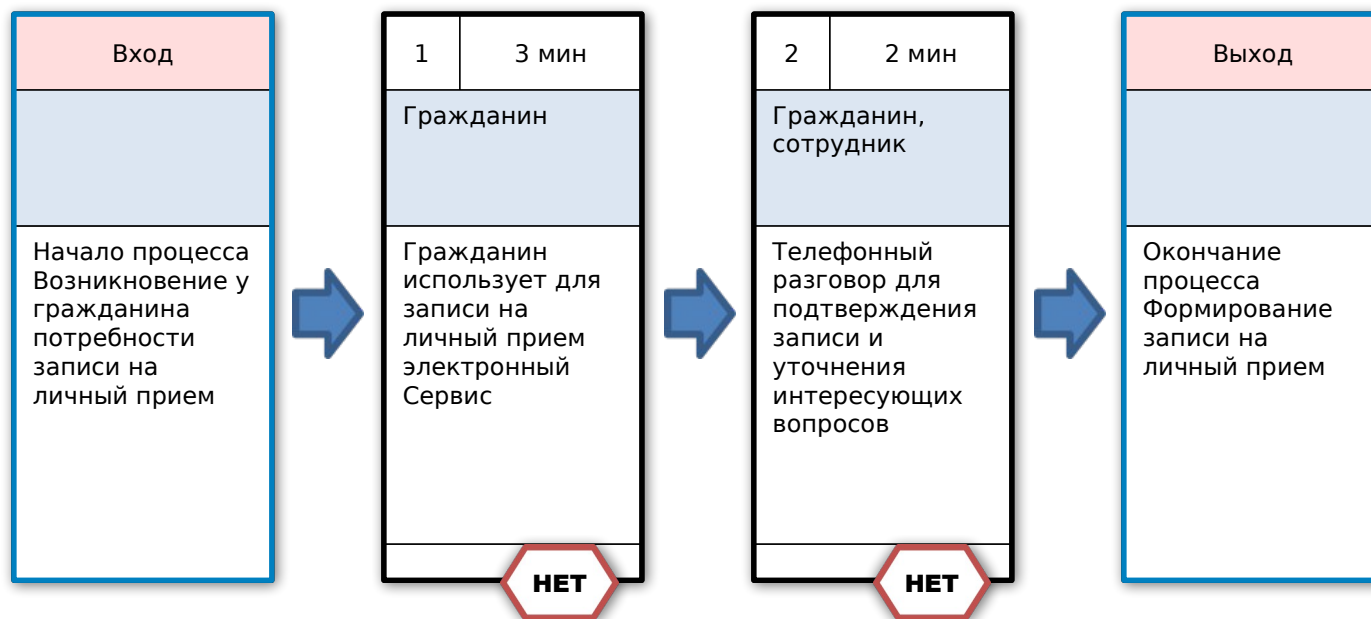 Вход
Начало процесса
Возникновение у
гражданина
потребности
записи на
личный прием
1
3 мин
Гражданин
Гражданин
использует для
записи на
личный прием
электронный
Сервис
НЕТ
2
2 мин
Гражданин,
сотрудник
Телефонный
разговор для
подтверждения
записи и
уточнения
интересующих
вопросов
НЕТ
Выход
Окончание
процесса
Формирование
записи на
личный прием